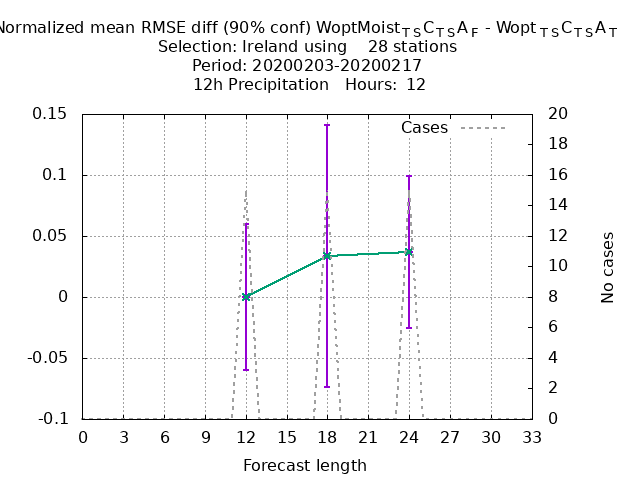 Normalized mean RMSE diff (90% conf) WoptMoist_TSC_TSA_F - Wopt_TSC_TSA_T
Selection: Ireland using    28 stations
Period: 20200203-20200217
12h Precipitation   Hours: 12
0.15
0.1
0.05
0
-0.05
-0.1
0 3 6 9 12 15 18 21 24 27 30 33
Forecast length
20
18
16
14
12
10
8
6
4
2
0
No cases
Cases